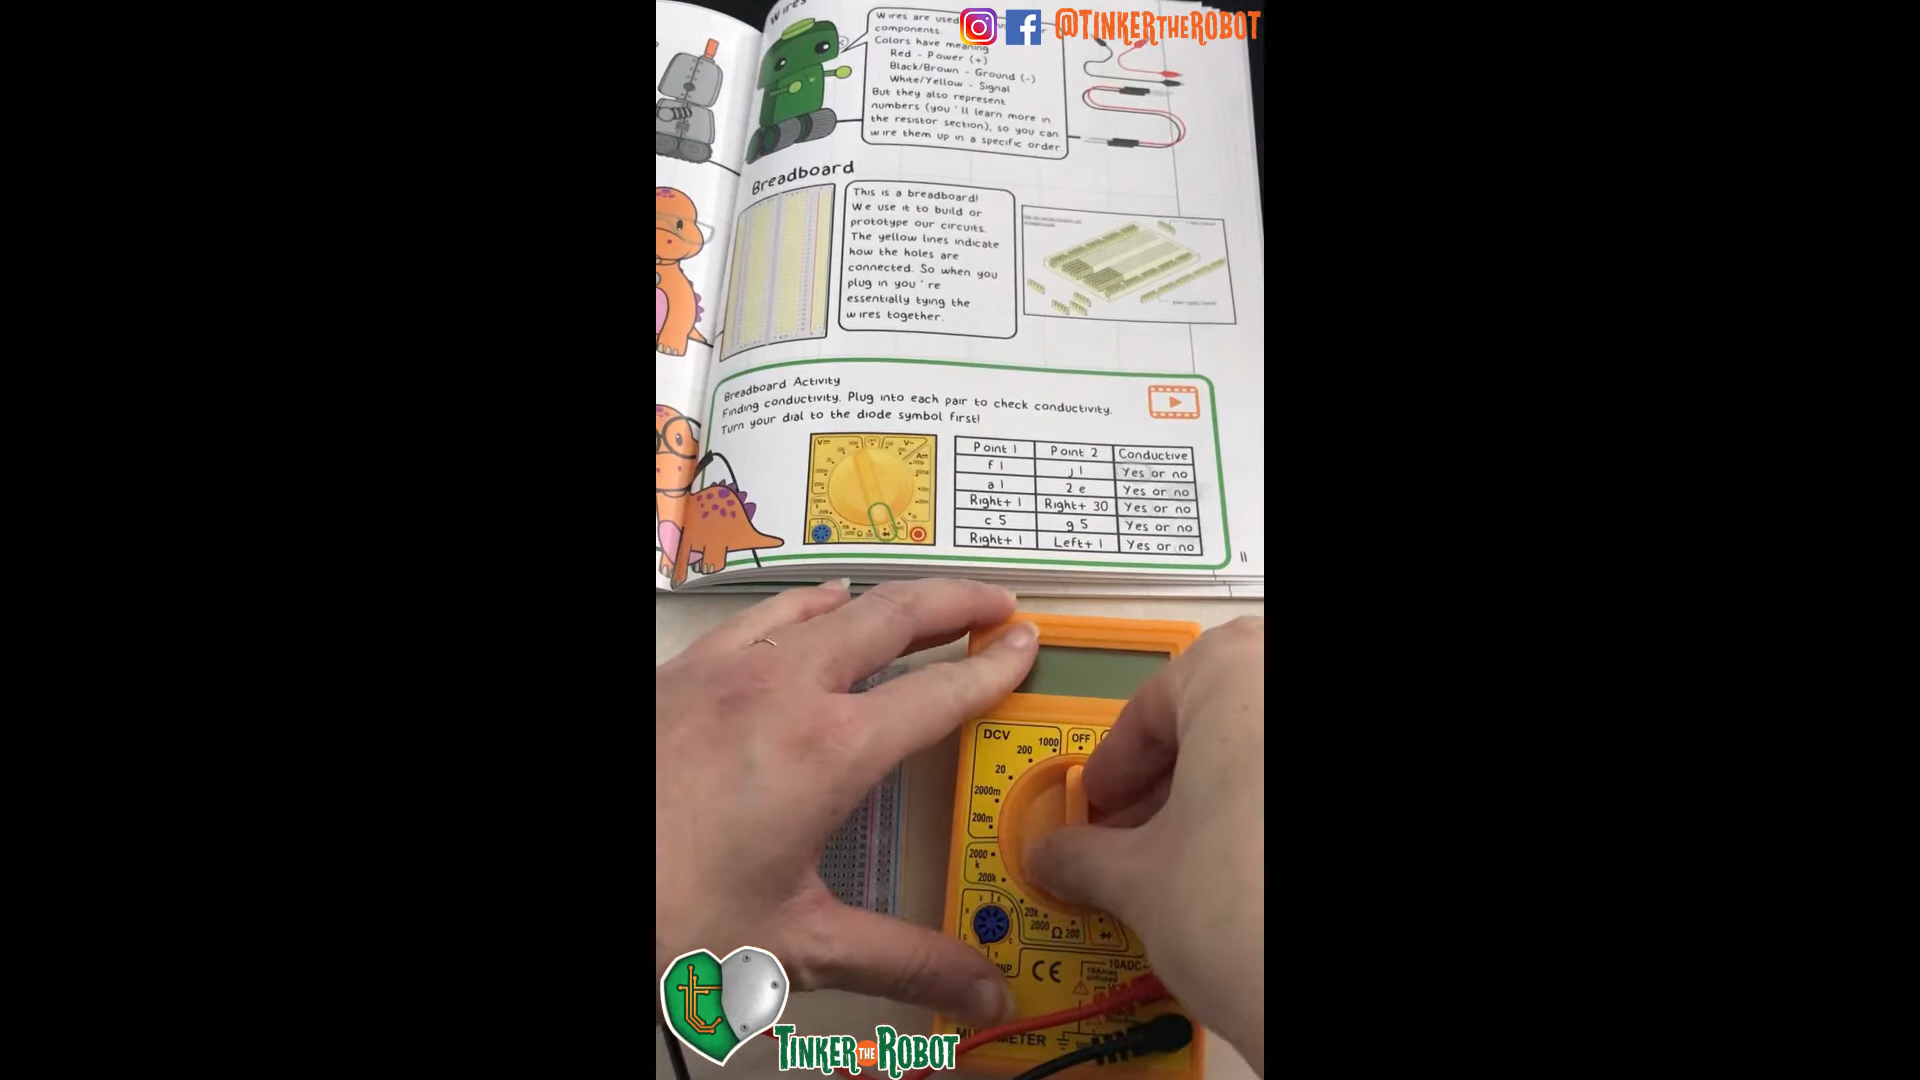 @TINKERTHEROBOT
Wires
Wires are used
components.
Colors have meaning
Red - Power (+)
Black/Brown - Ground (-)
White/Yellow - Signal
But they also represent
numbers (you'll learn more in
the resistor section), so you can
wire them up in a specific order.
Breadboard
This is a breadboard!
We use it to build or
prototype our circuits.
The yellow lines indicate
how the holes are
connected. So when you
plug in you're
essentially tying the
wires together.
Breadboard Activity
Finding conductivity. Plug into each pair to check conductivity.
Turn your dial to the diode symbol first!
Point 1 Point 2 Conductive
f 1 j 1 Yes or no
a 1 2 e Yes or no
Right+ 1 Right+ 30 Yes or no
c 5 g 5 Yes or no
Right+ 1 Left+ 1 Yes or no
11
DCV
1000
OFF
200
20
2000m
200m
2000
k
200k
20k
2000
Ω
200
CE
10ADC
METER
t
TINKER THE ROBOT